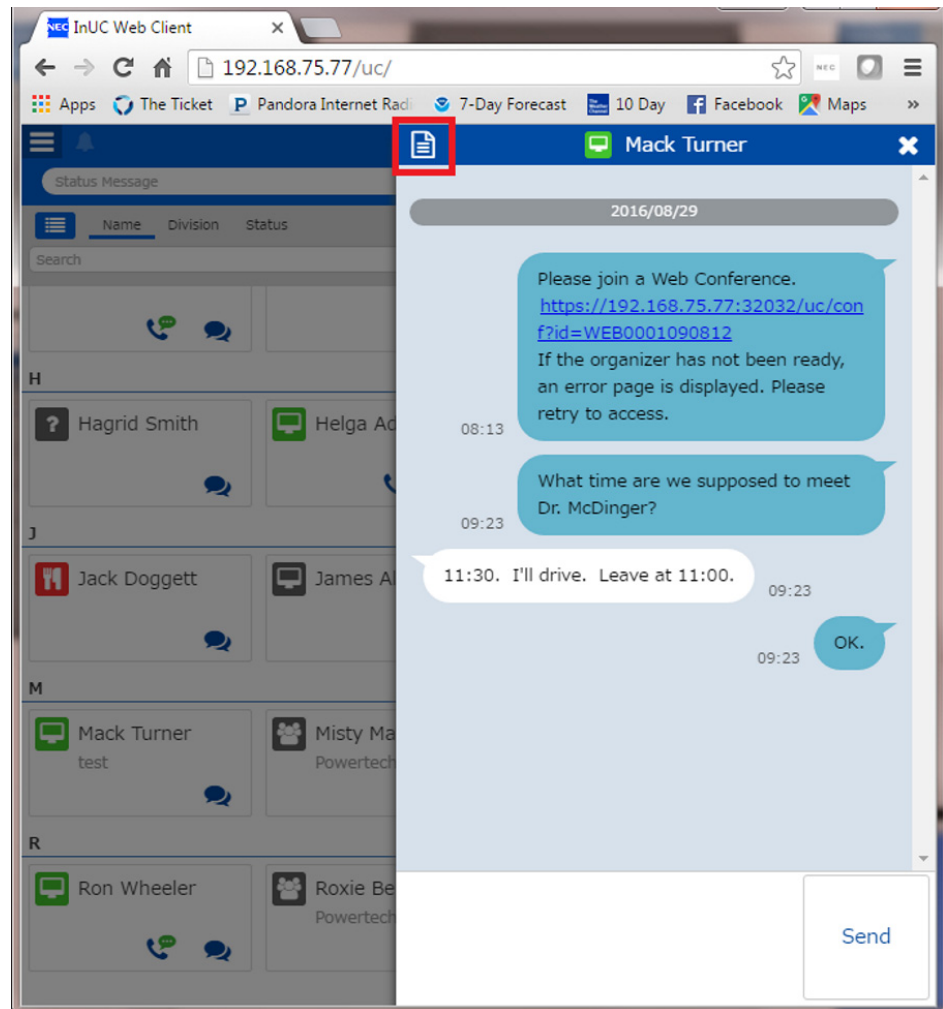 NEC InUC Web Client
192.168.75.77/uc/
NEC
Apps The Ticket P Pandora Internet Radi 7-Day Forecast 10 Day Facebook Maps »
Mack Turner
Status Message
Name Division Status
Search
2016/08/29
Please join a Web Conference.
https://192.168.75.77:32032/uc/con
f?id=WEB0001090812
If the organizer has not been ready,
an error page is displayed. Please
retry to access.
08:13
What time are we supposed to meet
Dr. McDinger?
09:23
11:30. I'll drive. Leave at 11:00.
09:23
OK.
09:23
H
? Hagrid Smith
Helga Ad
J
Jack Doggett
James Al
M
Mack Turner
test
Misty Ma
Powertech
R
Ron Wheeler
Roxie Be
Powertech
Send